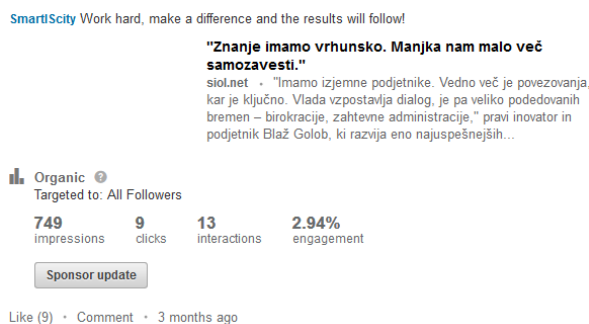 SmartIScity Work hard, make a difference and the results will follow!
"Znanje imamo vrhunsko. Manjka nam malo več
samozavesti."
siol.net • "Imamo izjemne podjetnike. Vedno več je povezovanja,
kar je ključno. Vlada vzpostavlja dialog, je pa veliko podedovanih
bremen – birokracije, zahtevne administracije," pravi inovator in
podjetnik Blaž Golob, ki razvija eno najuspešnejših...
Organic ?
Targeted to: All Followers
749 9 13 2.94%
impressions clicks interactions engagement
Sponsor update
Like (9) • Comment • 3 months ago